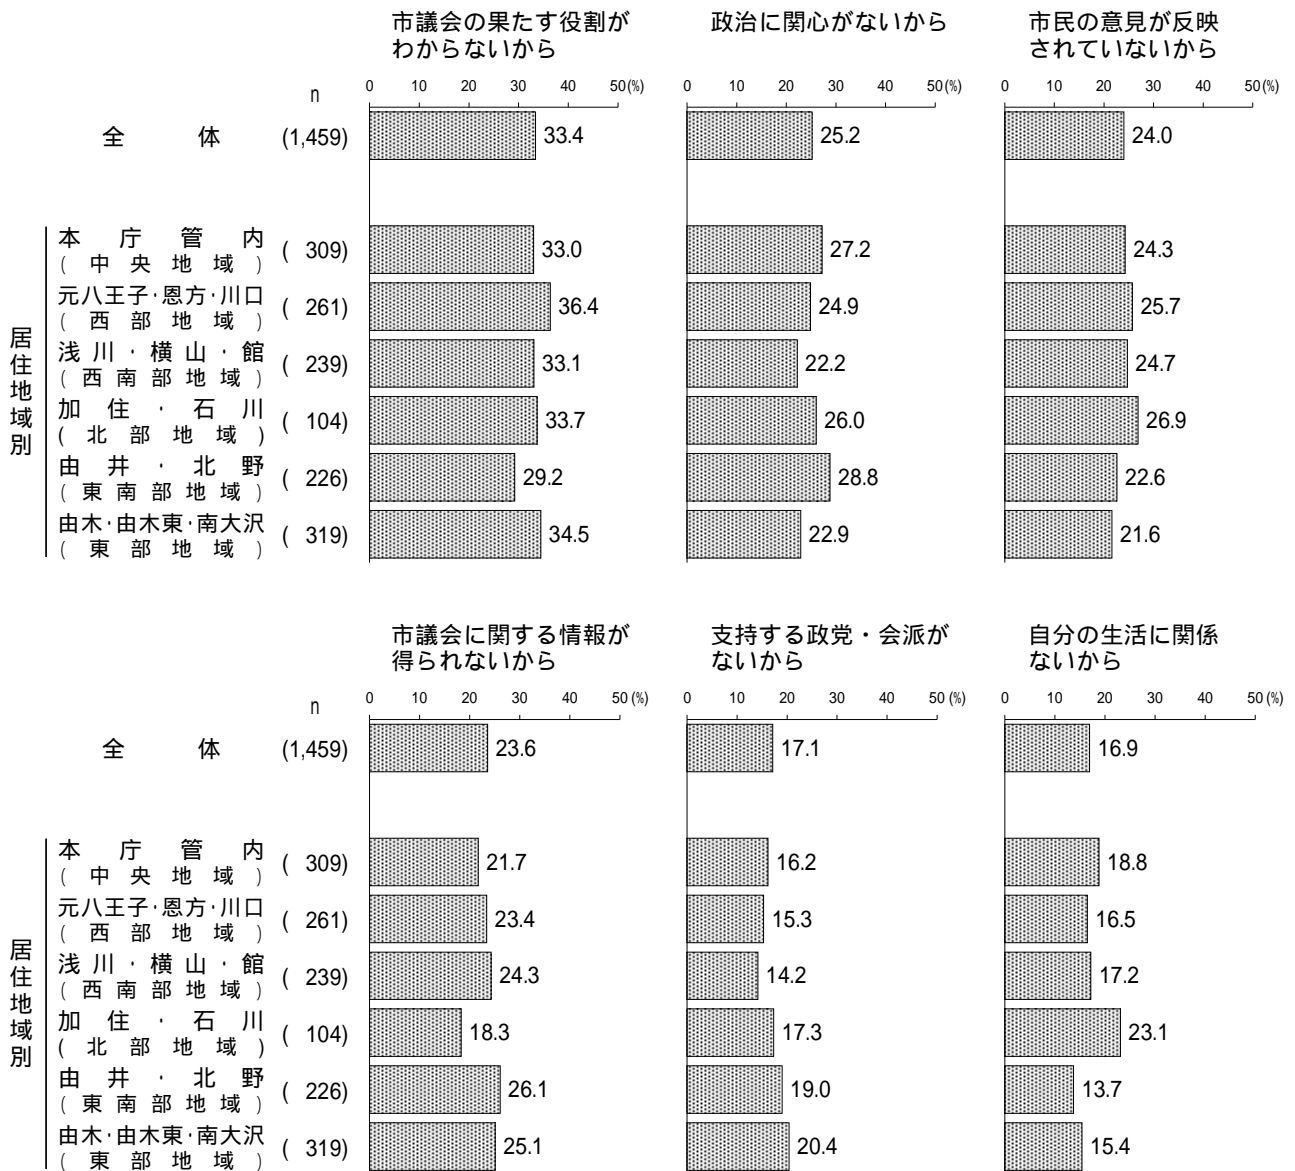 市議会の果たす役割が
わからないから
政治に関心がないから
市民の意見が反映
されていないから
n
0 10 20 30 40 50(%)
0 10 20 30 40 50(%)
0 10 20 30 40 50(%)
全体 (1,459) 33.4 25.2 24.0
居住地域別
本庁管内
(中央地域)
(309) 33.0 27.2 24.3
元八王子・恩方・川口
(西部地域)
(261) 36.4 24.9 25.7
浅川・横山・館
(西南部地域)
(239) 33.1 22.2 24.7
加住・石川
(北部地域)
(104) 33.7 26.0 26.9
由井・北野
(東南部地域)
(226) 29.2 28.8 22.6
由木・由木東・南大沢
(東部地域)
(319) 34.5 22.9 21.6
市議会に関する情報が
得られないから
支持する政党・会派が
ないから
自分の生活に関係
ないから
n
0 10 20 30 40 50(%)
0 10 20 30 40 50(%)
0 10 20 30 40 50(%)
全体 (1,459) 23.6 17.1 16.9
居住地域別
本庁管内
(中央地域)
(309) 21.7 16.2 18.8
元八王子・恩方・川口
(西部地域)
(261) 23.4 15.3 16.5
浅川・横山・館
(西南部地域)
(239) 24.3 14.2 17.2
加住・石川
(北部地域)
(104) 18.3 17.3 23.1
由井・北野
(東南部地域)
(226) 26.1 19.0 13.7
由木・由木東・南大沢
(東部地域)
(319) 25.1 20.4 15.4